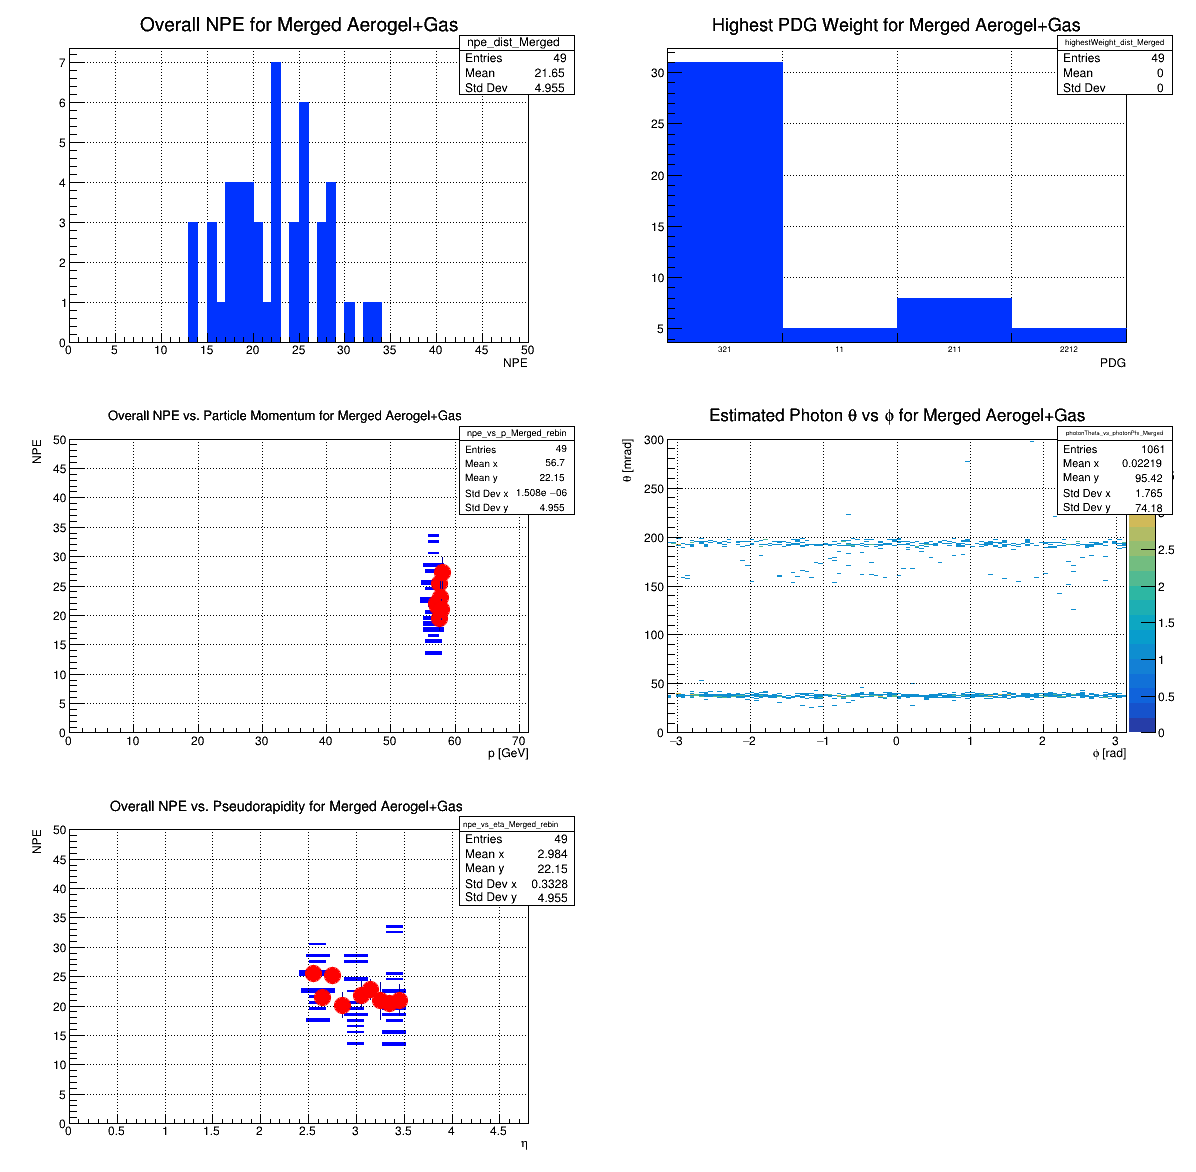 Overall NPE for Merged Aerogel+Gas
npe_dist_Merged
Entries 49
Mean 21.65
Std Dev 4.955
7
6
5
4
3
2
1
0
0 5 10 15 20 25 30 35 40 45 50
NPE
Highest PDG Weight for Merged Aerogel+Gas
highestWeight_dist_Merged
Entries 49
Mean 0
Std Dev 0
30
25
20
15
10
5
321 11 211 2212
PDG
Overall NPE vs. Particle Momentum for Merged Aerogel+Gas
npe_vs_p_Merged_rebin
Entries 49
Mean x 56.7
Mean y 22.15
Std Dev x 1.508e −06
Std Dev y 4.955
NPE
50
45
40
35
30
25
20
15
10
5
0
0 10 20 30 40 50 60 70
p [GeV]
Estimated Photon θ vs ϕ for Merged Aerogel+Gas
photonTheta_vs_photonPhi_Merged
Entries 1061
Mean x 0.02219
Mean y 95.42
Std Dev x 1.765
Std Dev y 74.18
θ [mrad]
300
250
200
150
100
50
0
−3 −2 −1 0 1 2 3
ϕ [rad]
2.5
2
1.5
1
0.5
0
Overall NPE vs. Pseudorapidity for Merged Aerogel+Gas
npe_vs_eta_Merged_rebin
Entries 49
Mean x 2.984
Mean y 22.15
Std Dev x 0.3328
Std Dev y 4.955
NPE
50
45
40
35
30
25
20
15
10
5
0
0 0.5 1 1.5 2 2.5 3 3.5 4 4.5
η